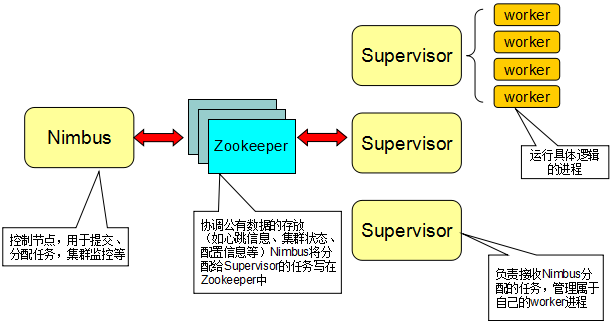 worker
worker
worker
worker
Supervisor
运行具体逻辑
的进程
Nimbus
Zookeeper
Supervisor
控制节点，用于提交、
分配任务，集群监控等
协调公有数据的存放
（如心跳信息、集群状态、
配置信息等）Nimbus将分
配给Supervisor的任务写在
Zookeeper中
Supervisor
负责接收Nimbus分
配的任务，管理属于
自己的worker进程